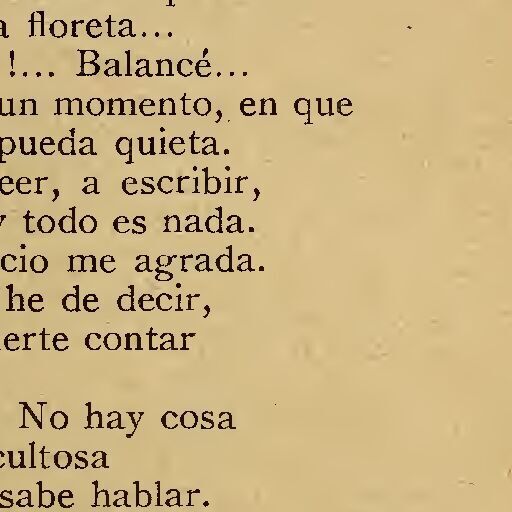 a floreta...
!... Balancé...
un momento, en que
pueda quieta.
eer, a escribir,
y todo es nada.
cio me agrada.
he de decir,
erte contar
No hay cosa
cultosa
sabe hablar.